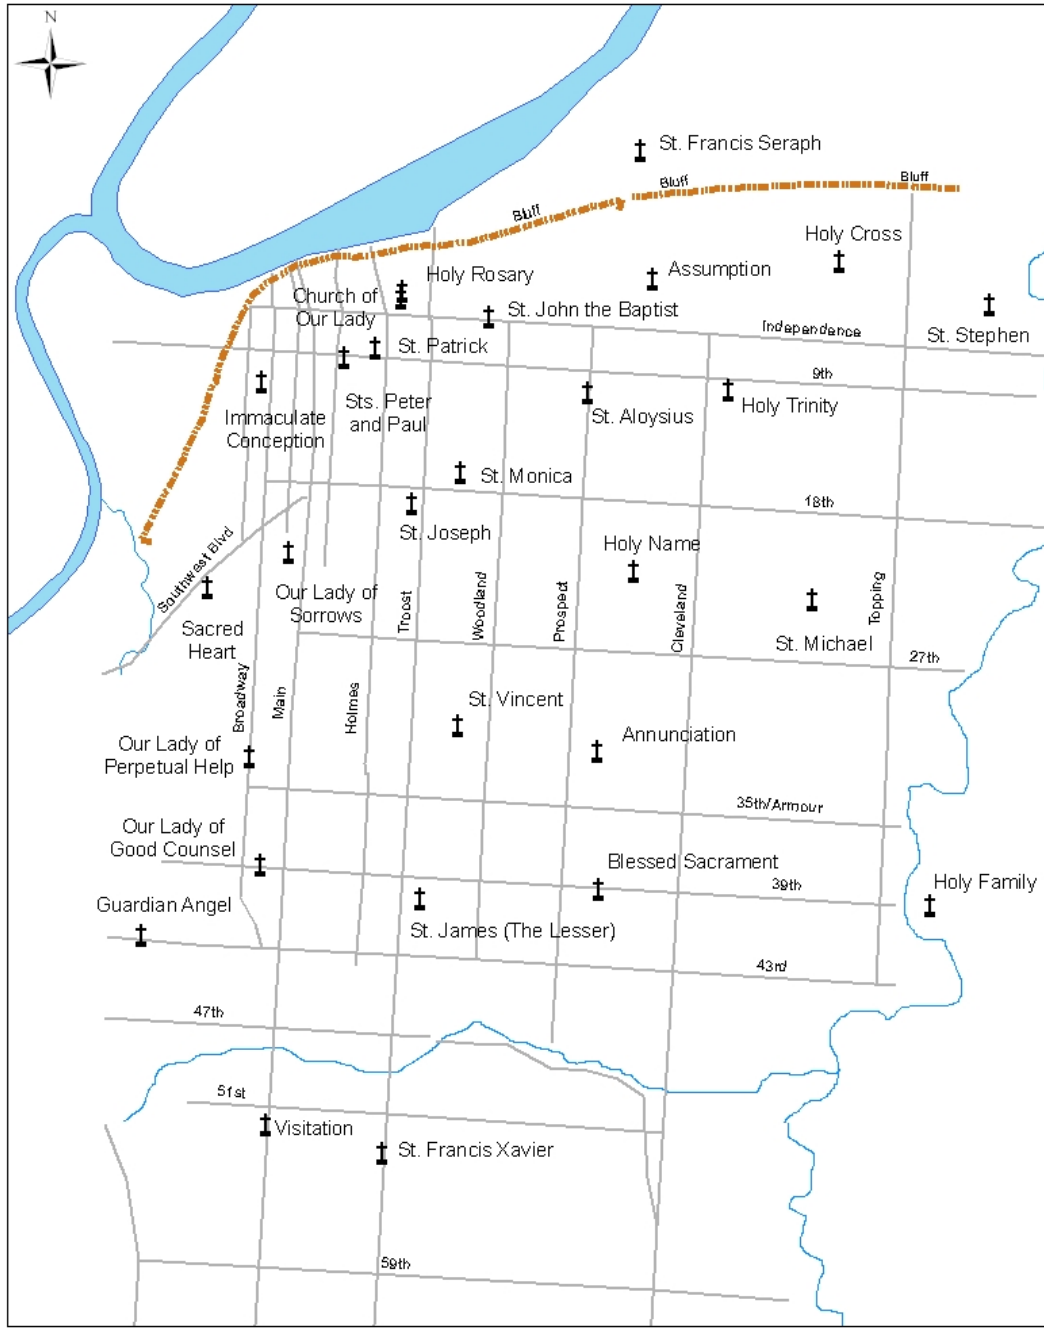 N
St. Francis Seraph
Bluff
Bluff
Bluff
Holy Cross
Holy Rosary
Assumption
Church of
Our Lady
St. John the Baptist
Independence
St. Stephen
St. Patrick
9th
Sts. Peter
and Paul
Holy Trinity
Immaculate
Conception
St. Aloysius
St. Monica
18th
St. Joseph
Holy Name
Southwest Blvd
Our Lady of
Sorrows
Troost
Woodland
Prospect
Cleveland
Topping
Sacred
Heart
St. Michael
27th
Broadway
Main
Holmes
St. Vincent
Annunciation
Our Lady of
Perpetual Help
35th/Armour
Our Lady of
Good Counsel
Blessed Sacrament
39th
Holy Family
Guardian Angel
St. James (The Lesser)
43rd
47th
51st
Visitation
St. Francis Xavier
59th